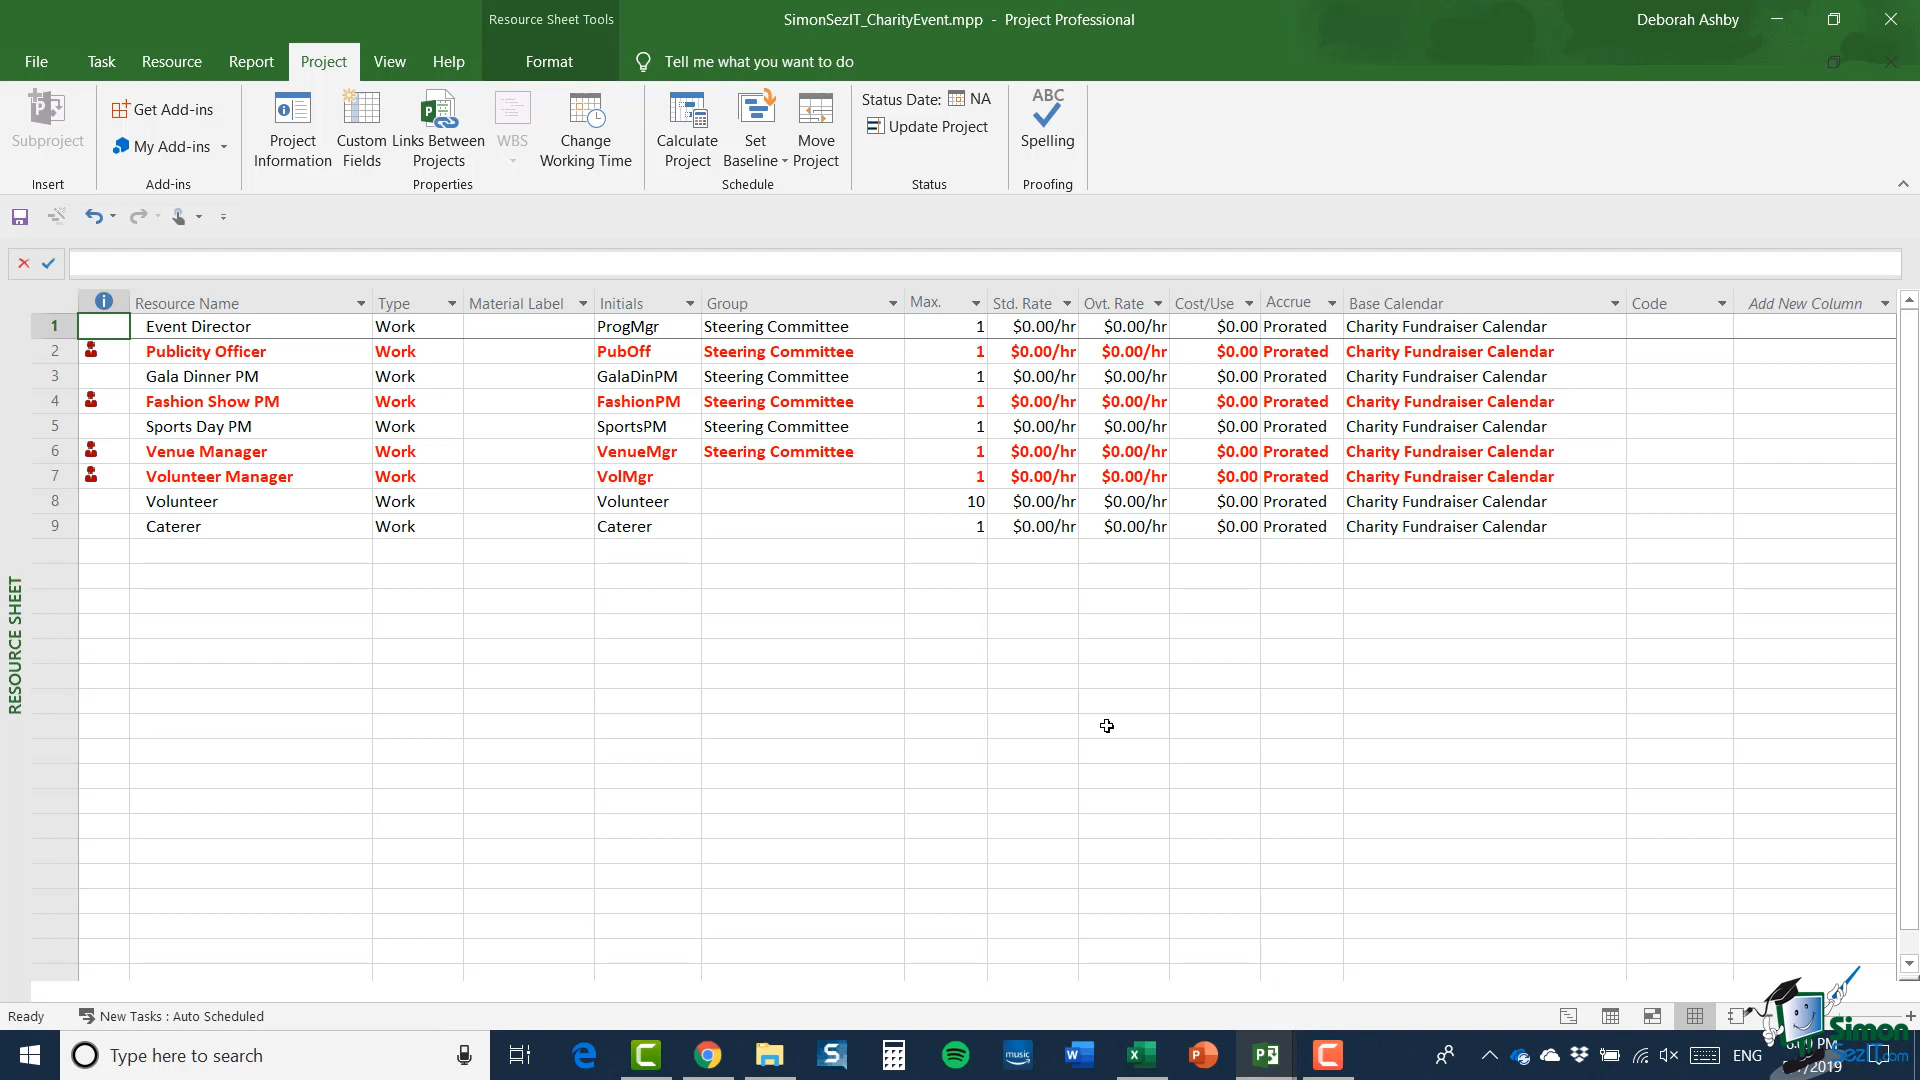 Resource Sheet Tools
SimonSezIT_CharityEvent.mpp - Project Professional
Deborah Ashby
File Task Resource Report Project View Help Format Tell me what you want to do
Subproject
Get Add-ins
My Add-ins
Project Information
Custom Fields
Links Between Projects
WBS
Change Working Time
Calculate Project
Set Baseline
Move Project
Status Date: NA
Update Project
ABC
Spelling
Insert Add-ins Properties Schedule Status Proofing
Resource Name Type Material Label Initials Group Max. Std. Rate Ovt. Rate Cost/Use Accrue Base Calendar Code Add New Column
1 Event Director Work ProgMgr Steering Committee 1 $0.00/hr $0.00/hr $0.00 Prorated Charity Fundraiser Calendar
2 Publicity Officer Work PubOff Steering Committee 1 $0.00/hr $0.00/hr $0.00 Prorated Charity Fundraiser Calendar
3 Gala Dinner PM Work GalaDinPM Steering Committee 1 $0.00/hr $0.00/hr $0.00 Prorated Charity Fundraiser Calendar
4 Fashion Show PM Work FashionPM Steering Committee 1 $0.00/hr $0.00/hr $0.00 Prorated Charity Fundraiser Calendar
5 Sports Day PM Work SportsPM Steering Committee 1 $0.00/hr $0.00/hr $0.00 Prorated Charity Fundraiser Calendar
6 Venue Manager Work VenueMgr Steering Committee 1 $0.00/hr $0.00/hr $0.00 Prorated Charity Fundraiser Calendar
7 Volunteer Manager Work VolMgr 1 $0.00/hr $0.00/hr $0.00 Prorated Charity Fundraiser Calendar
8 Volunteer Work Volunteer 10 $0.00/hr $0.00/hr $0.00 Prorated Charity Fundraiser Calendar
9 Caterer Work Caterer 1 $0.00/hr $0.00/hr $0.00 Prorated Charity Fundraiser Calendar
RESOURCE SHEET
Ready New Tasks : Auto Scheduled
Simon
SezIT.com
Type here to search
music
ENG
PM